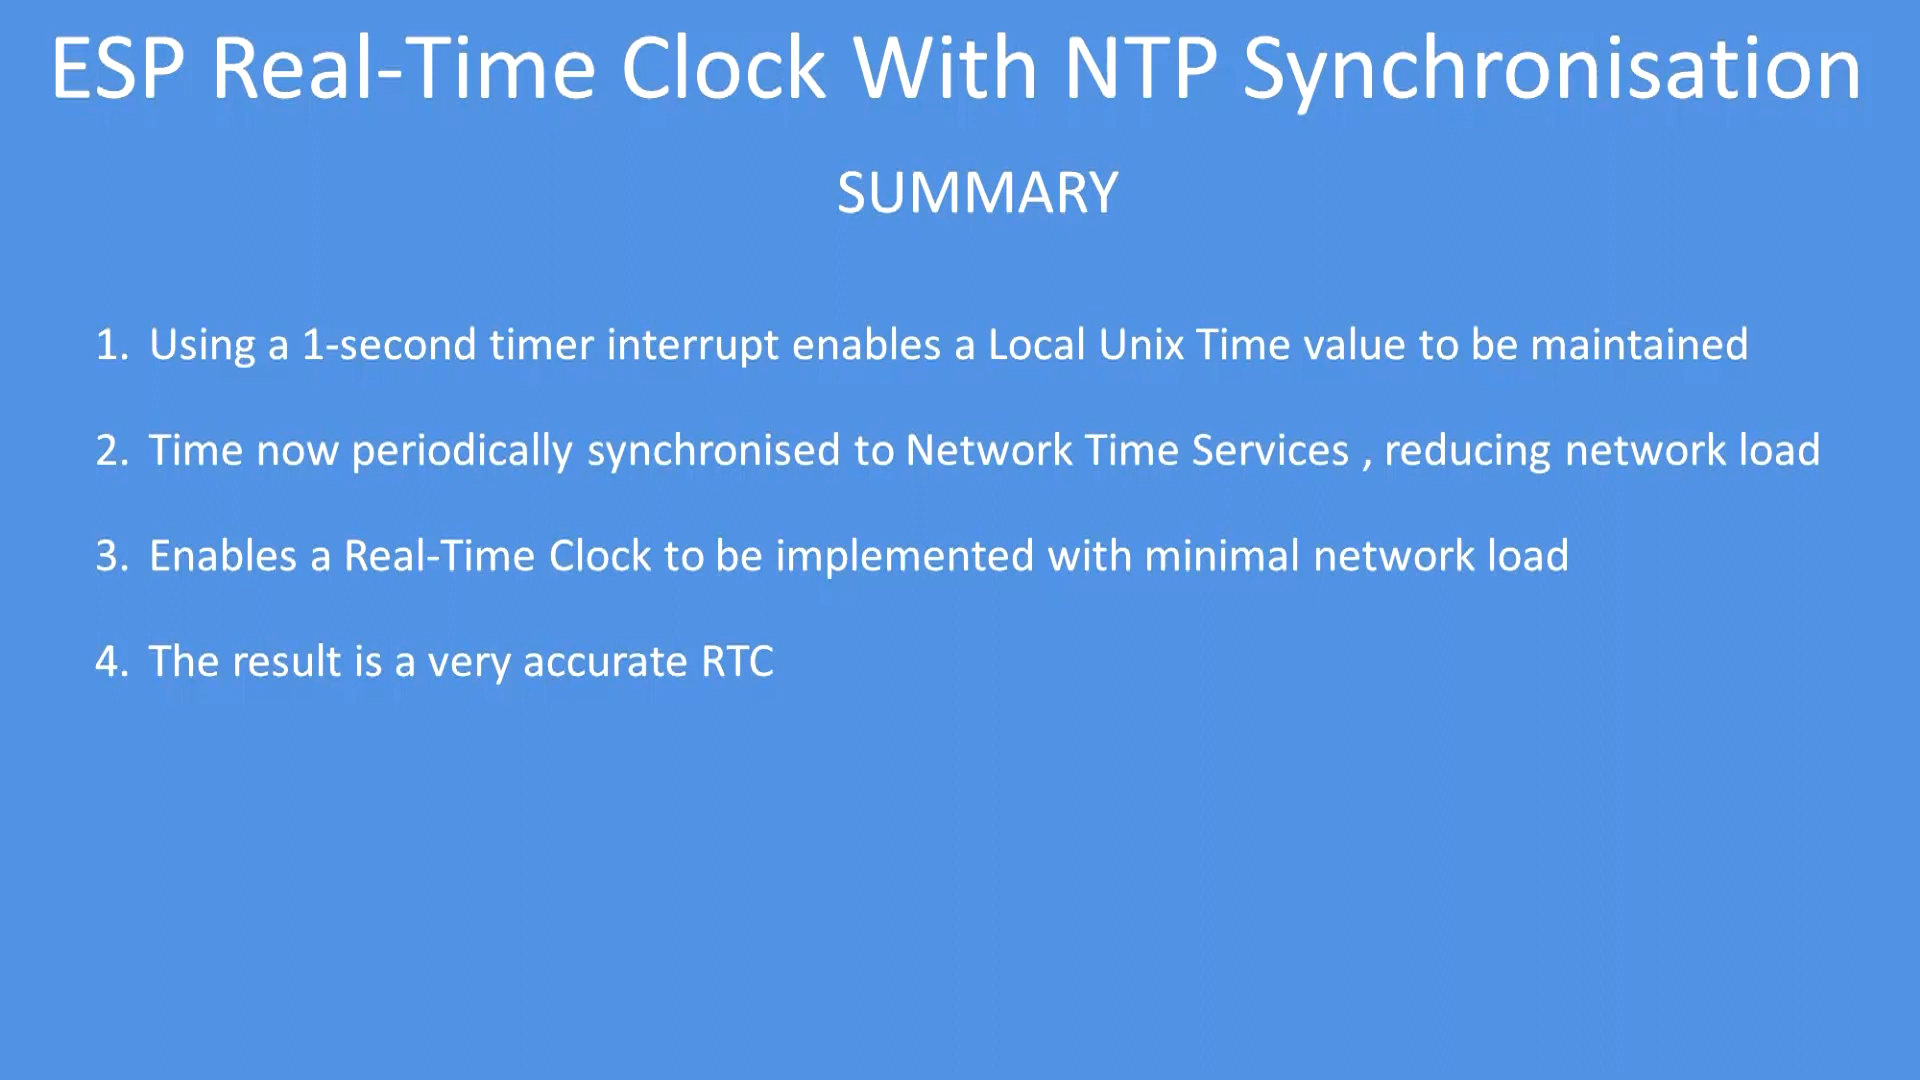 ESP Real-Time Clock With NTP Synchronisation
SUMMARY
1. Using a 1-second timer interrupt enables a Local Unix Time value to be maintained
2. Time now periodically synchronised to Network Time Services , reducing network load
3. Enables a Real-Time Clock to be implemented with minimal network load
4. The result is a very accurate RTC